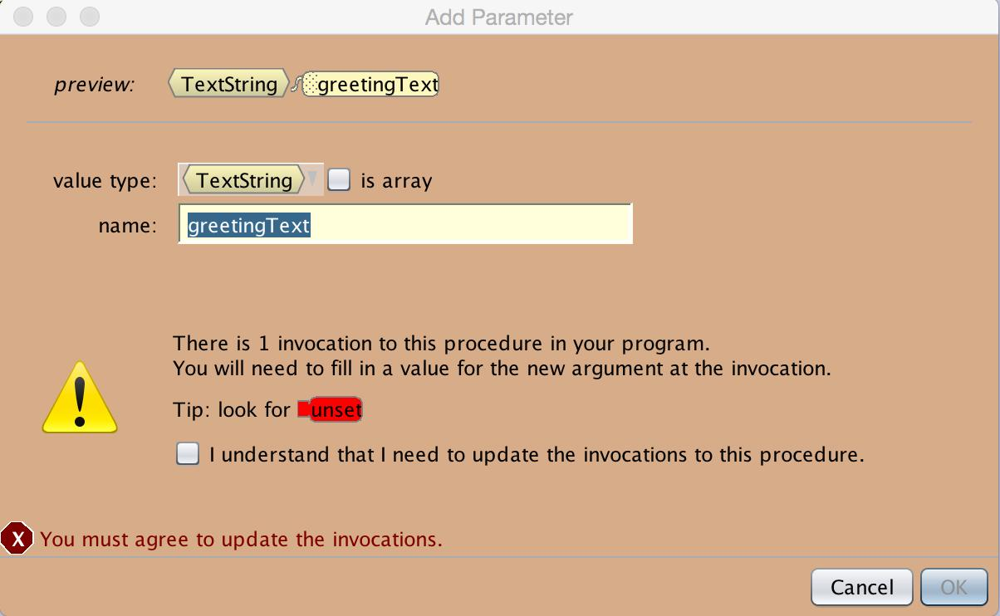 Add Parameter
preview: TextString greetingText
value type: TextString is array
name: greetingText
There is 1 invocation to this procedure in your program.
You will need to fill in a value for the new argument at the invocation.
Tip: look for unset
I understand that I need to update the invocations to this procedure.
X You must agree to update the invocations.
Cancel OK